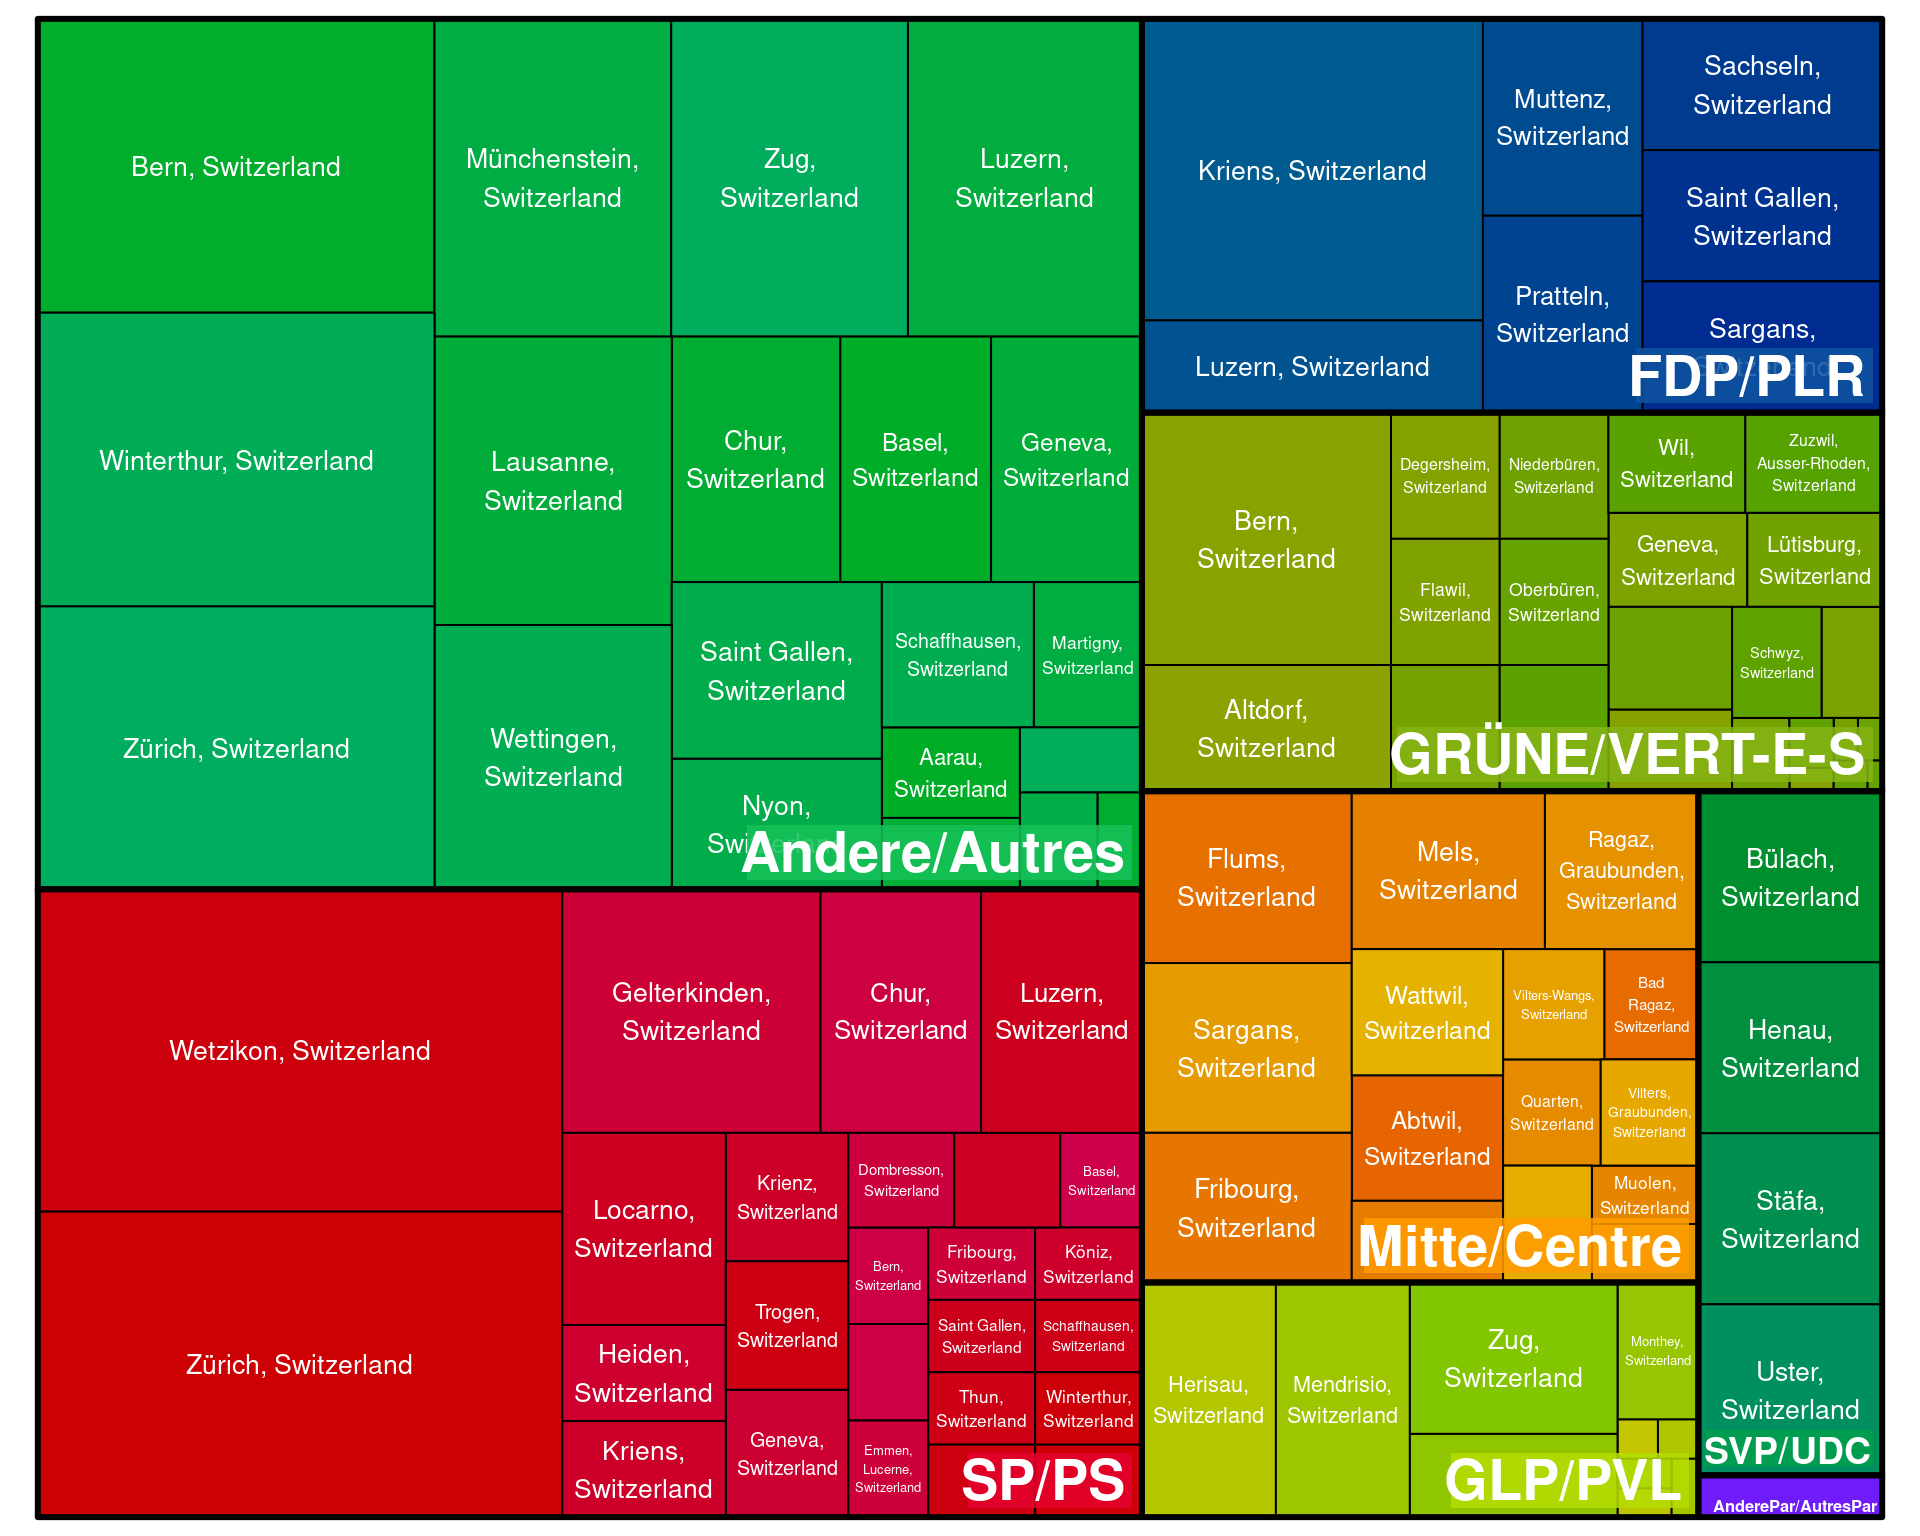 Bern, Switzerland
Winterthur, Switzerland
Zürich, Switzerland
Münchenstein,
Switzerland
Zug,
Switzerland
Luzern,
Switzerland
Lausanne,
Switzerland
Wettingen,
Switzerland
Chur,
Switzerland
Basel,
Switzerland
Geneva,
Switzerland
Saint Gallen,
Switzerland
Schaffhausen,
Switzerland
Martigny,
Switzerland
Aarau,
Switzerland
Nyon,
Switzerland
Andere/Autres
Kriens, Switzerland
Luzern, Switzerland
Muttenz,
Switzerland
Pratteln,
Switzerland
Sachseln,
Switzerland
Saint Gallen,
Switzerland
Sargans,
Switzerland
FDP/PLR
Bern,
Switzerland
Altdorf,
Switzerland
Degersheim,
Switzerland
Niederbüren,
Switzerland
Flawil,
Switzerland
Oberbüren,
Switzerland
Wil,
Switzerland
Zuzwil,
Ausser-Rhoden,
Switzerland
Geneva,
Switzerland
Lütisburg,
Switzerland
Schwyz,
Switzerland
GRÜNE/VERT-E-S
Wetzikon, Switzerland
Zürich, Switzerland
Gelterkinden,
Switzerland
Chur,
Switzerland
Luzern,
Switzerland
Locarno,
Switzerland
Heiden,
Switzerland
Kriens,
Switzerland
Krienz,
Switzerland
Trogen,
Switzerland
Geneva,
Switzerland
Dombresson,
Switzerland
Basel,
Switzerland
Bern,
Switzerland
Fribourg,
Switzerland
Köniz,
Switzerland
Saint Gallen,
Switzerland
Schaffhausen,
Switzerland
Thun,
Switzerland
Winterthur,
Switzerland
Emmen,
Lucerne,
Switzerland
SP/PS
Flums,
Switzerland
Sargans,
Switzerland
Fribourg,
Switzerland
Mels,
Switzerland
Ragaz,
Graubunden,
Switzerland
Wattwil,
Switzerland
Vilters-Wangs,
Switzerland
Bad
Ragaz,
Switzerland
Abtwil,
Switzerland
Quarten,
Switzerland
Vilters,
Graubunden,
Switzerland
Muolen,
Switzerland
Mitte/Centre
Herisau,
Switzerland
Mendrisio,
Switzerland
Zug,
Switzerland
Monthey,
Switzerland
GLP/PVL
Bülach,
Switzerland
Henau,
Switzerland
Stäfa,
Switzerland
Uster,
Switzerland
SVP/UDC
AnderePar/AutresPar